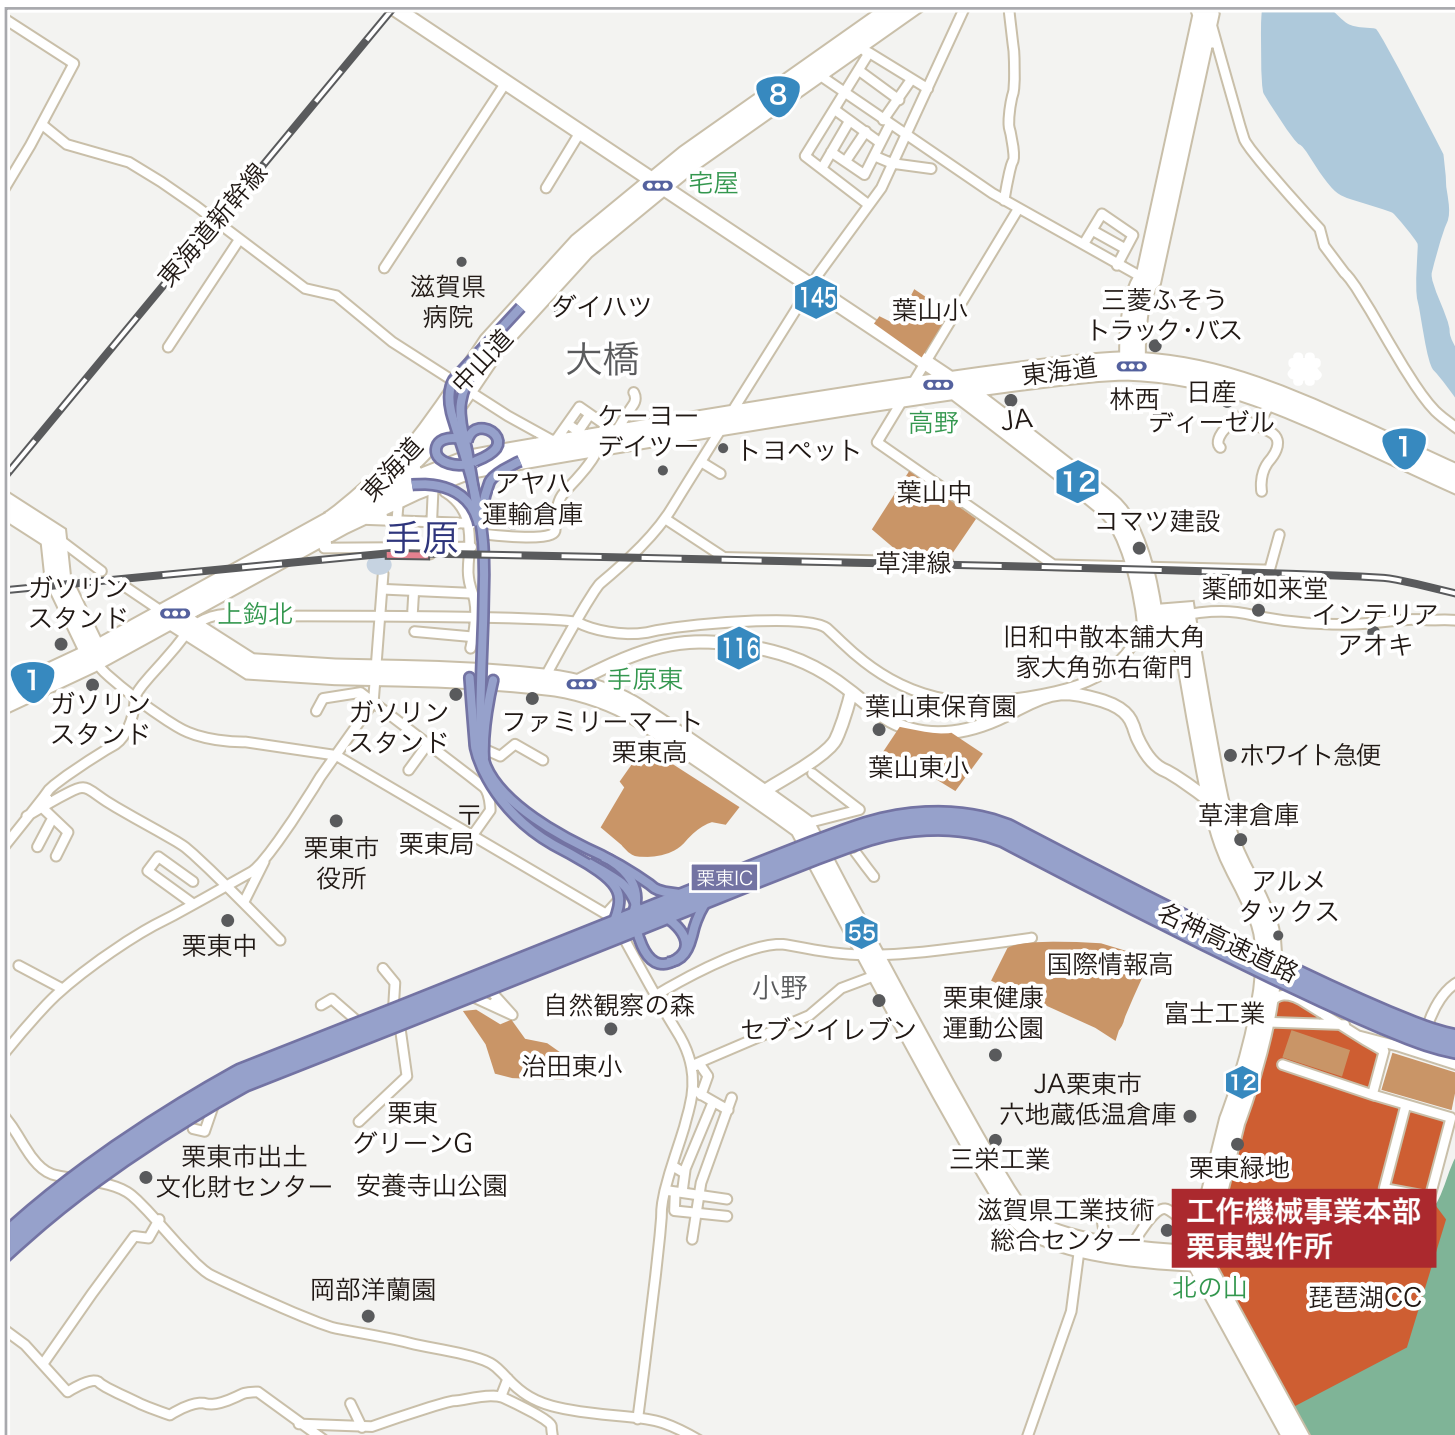 8
宅屋
東海道新幹線
滋賀県
病院
ダイハツ
145
葉山小
三菱ふそう
トラック・バス
中山道
大橋
東海道
林西
日産
ディーゼル
ケーヨー
デイツー
トヨペット
高野
JA
1
東海道
アヤハ
運輸倉庫
葉山中
12
コマツ建設
手原
草津線
ガソリン
スタンド
上鈎北
薬師如来堂
インテリア
アオキ
116
旧和中散本舗大角
家大角弥右衛門
1
手原東
ガソリン
スタンド
ガソリン
スタンド
ファミリーマート
栗東高
葉山東保育園
葉山東小
ホワイト急便
〒
栗東局
草津倉庫
栗東市
役所
栗東IC
アルメ
タックス
栗東中
55
名神高速道路
国際情報高
小野
自然観察の森
セブンイレブン
栗東健康
運動公園
富士工業
治田東小
12
JA栗東市
六地蔵低温倉庫
栗東
グリーンG
三栄工業
栗東緑地
栗東市出土
文化財センター
安養寺山公園
滋賀県工業技術
総合センター
工作機械事業本部
栗東製作所
北の山
琵琶湖CC
岡部洋蘭園